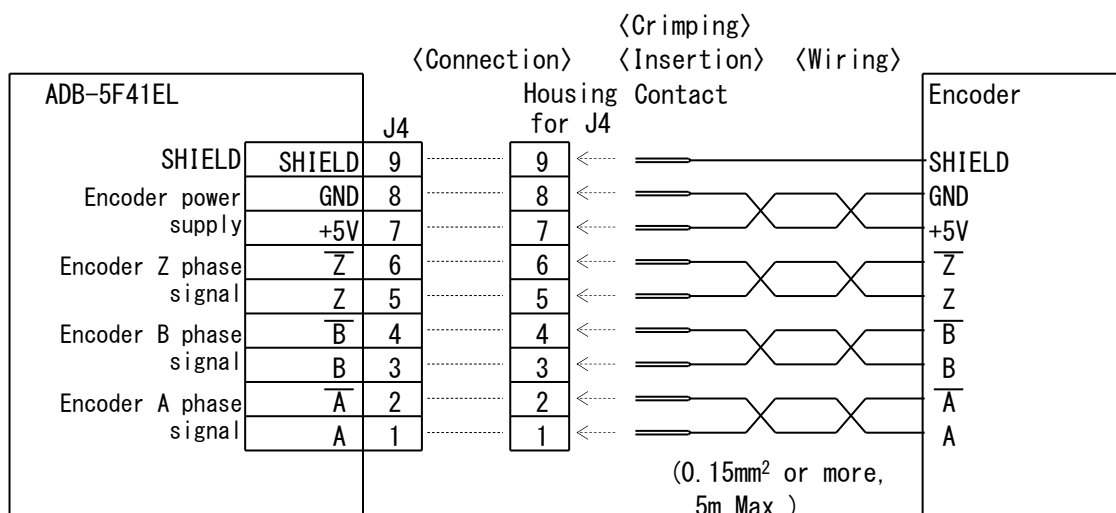 〈Crimping〉
〈Connection〉 〈Insertion〉 〈Wiring〉
ADB-5F41EL Housing Contact Encoder
J4 for J4
SHIELD SHIELD 9 9 SHIELD
Encoder power GND 8 8 GND
supply +5V 7 7 +5V
Encoder Z phase Z̅ 6 6 Z̅
signal Z 5 5 Z
Encoder B phase B̅ 4 4 B̅
signal B 3 3 B
Encoder A phase A̅ 2 2 A̅
signal A 1 1 A
(0.15mm² or more,
5m Max.)